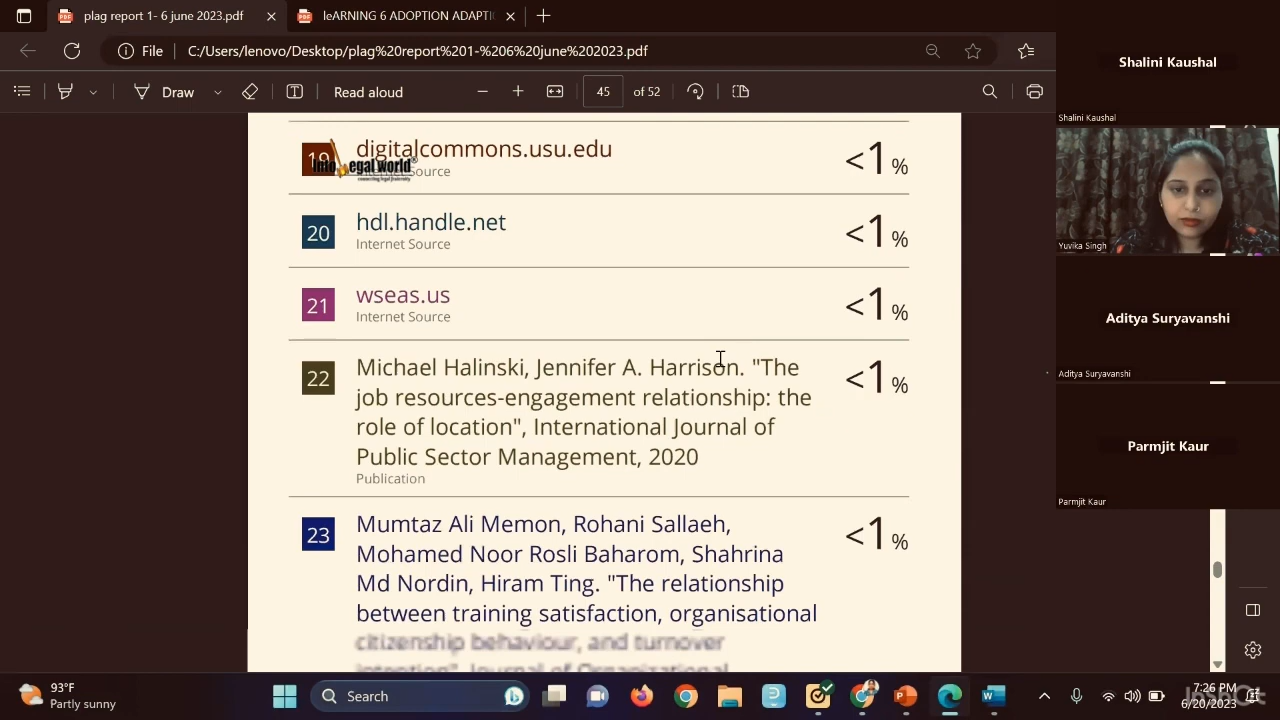 plag report 1- 6 june 2023.pdf
leARNING 6 ADOPTION ADAPTI
File
C:/Users/lenovo/Desktop/plag%20report%201-%206%20june%202023.pdf
Draw
Read aloud
45
of 52
19
digitalcommons.usu.edu
<1%
20
hdl.handle.net
Internet Source
<1%
21
wseas.us
Internet Source
<1%
22
Michael Halinski, Jennifer A. Harrison. "The
job resources-engagement relationship: the
role of location", International Journal of
Public Sector Management, 2020
Publication
<1%
23
Mumtaz Ali Memon, Rohani Sallaeh,
Mohamed Noor Rosli Baharom, Shahrina
Md Nordin, Hiram Ting. "The relationship
between training satisfaction, organisational
citizenship behaviour, and turnover
<1%
Shalini Kaushal
Shalini Kaushal
Yuvika Singh
Aditya Suryavanshi
Aditya Suryavanshi
Parmjit Kaur
Parmjit Kaur
93°F
Partly sunny
Search
7:26 PM
6/20/2023
InShOt